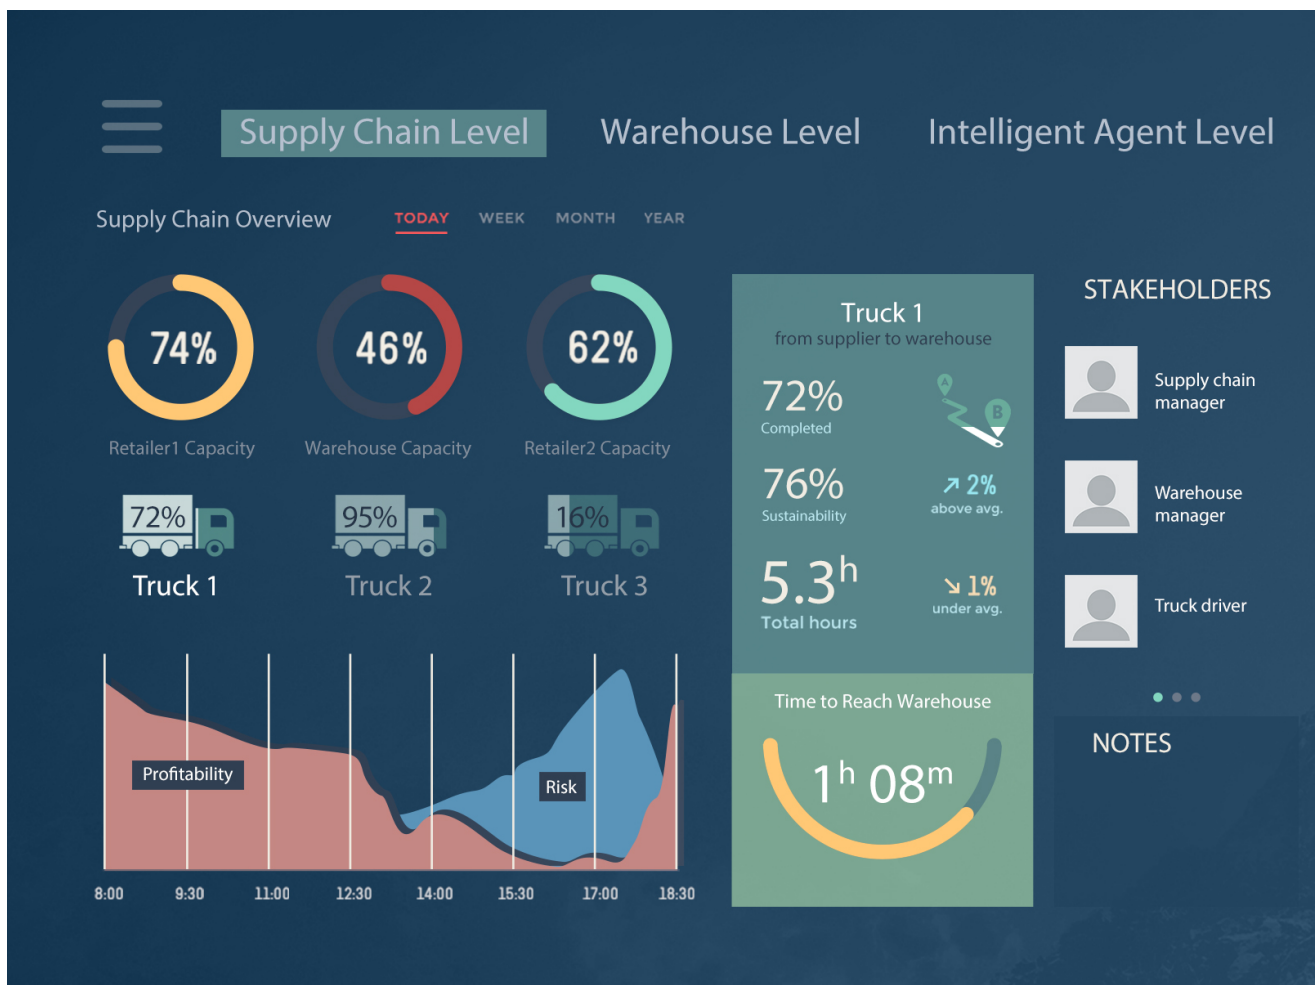 Supply Chain Level
Warehouse Level
Intelligent Agent Level
Supply Chain Overview
TODAY
WEEK
MONTH
YEAR
74%
46%
62%
Retailer1 Capacity
Warehouse Capacity
Retailer2 Capacity
72%
95%
16%
Truck 1
Truck 2
Truck 3
Profitability
Risk
8:00
9:30
11:00
12:30
14:00
15:30
17:00
18:30
Truck 1
from supplier to warehouse
72%
Completed
A
B
76%
Sustainability
2%
above avg.
5.3h
Total hours
1%
under avg.
Time to Reach Warehouse
1h 08m
STAKEHOLDERS
Supply chain
manager
Warehouse
manager
Truck driver
NOTES